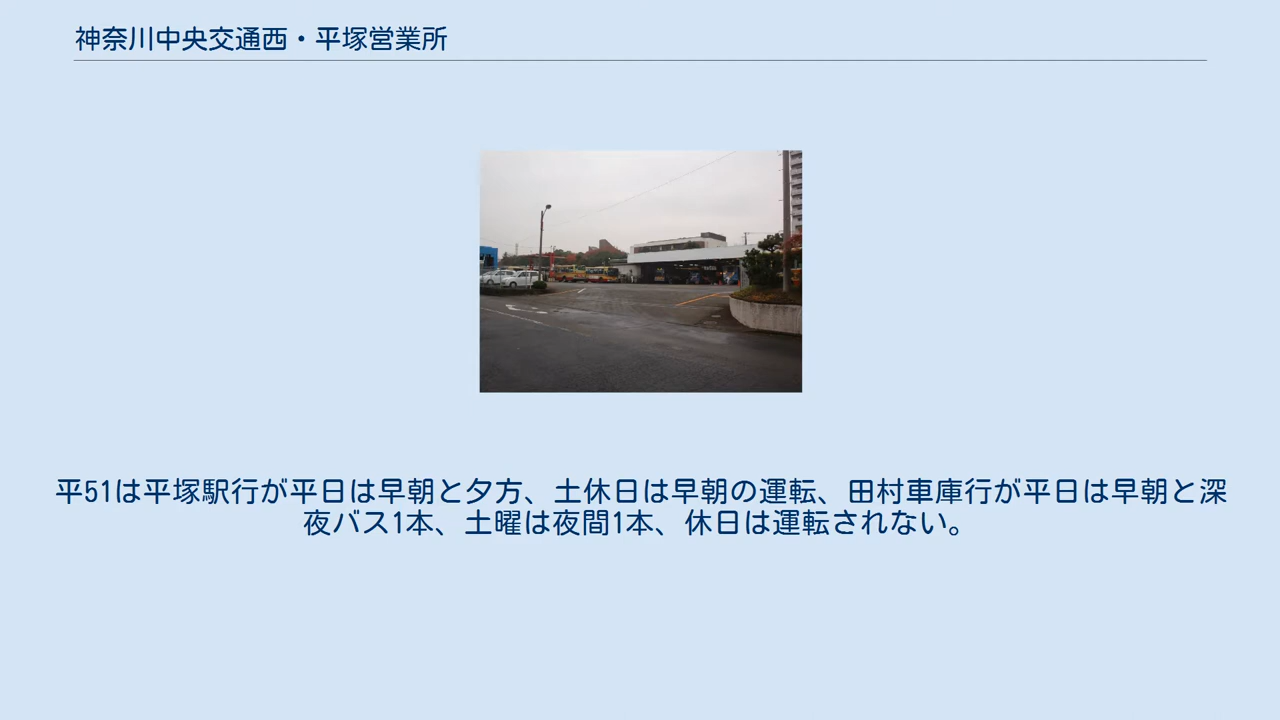 神奈川中央交通西・平塚営業所
平51は平塚駅行が平日は早朝と夕方、土休日は早朝の運転、田村車庫行が平日は早朝と深
夜バス1本、土曜は夜間1本、休日は運転されない。